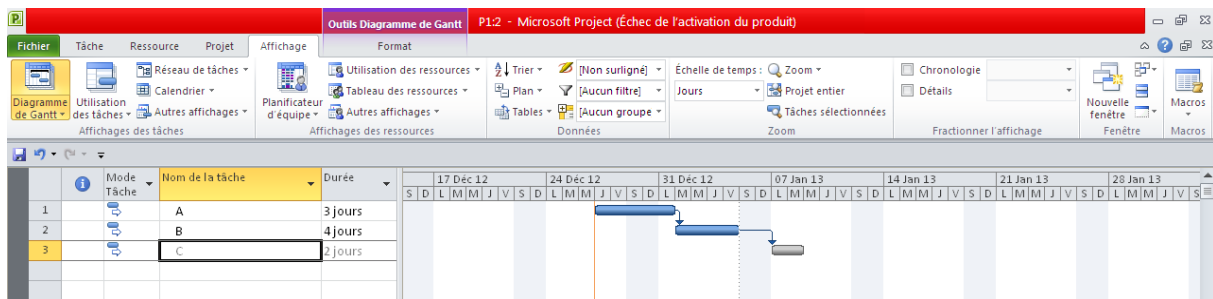 P Outils Diagramme de Gantt P1:2 - Microsoft Project (Échec de l'activation du produit)
Fichier Tâche Ressource Projet Affichage Format
Réseau de tâches Utilisation des ressources Trier [Non surligné] Échelle de temps : Zoom Chronologie
Calendrier Tableau des ressources Plan [Aucun filtre] Jours Projet entier Détails
Diagramme de Gantt Utilisation des tâches Autres affichages Planificateur d'équipe Autres affichages Tables [Aucun groupe Tâches sélectionnées Nouvelle fenêtre Macros
Affichages des tâches Affichages des ressources Données Zoom Fractionner l'affichage Fenêtre Macros
Mode Tâche Nom de la tâche Durée 17 Déc 12 24 Déc 12 31 Déc 12 07 Jan 13 14 Jan 13 21 Jan 13 28 Jan 13
S D L M M J V S D L M M J V S D L M M J V S D L M M J V S D L M M J V S D L M M J V S D L M M J V S
1 A 3 jours
2 B 4 jours
3 C 2 jours